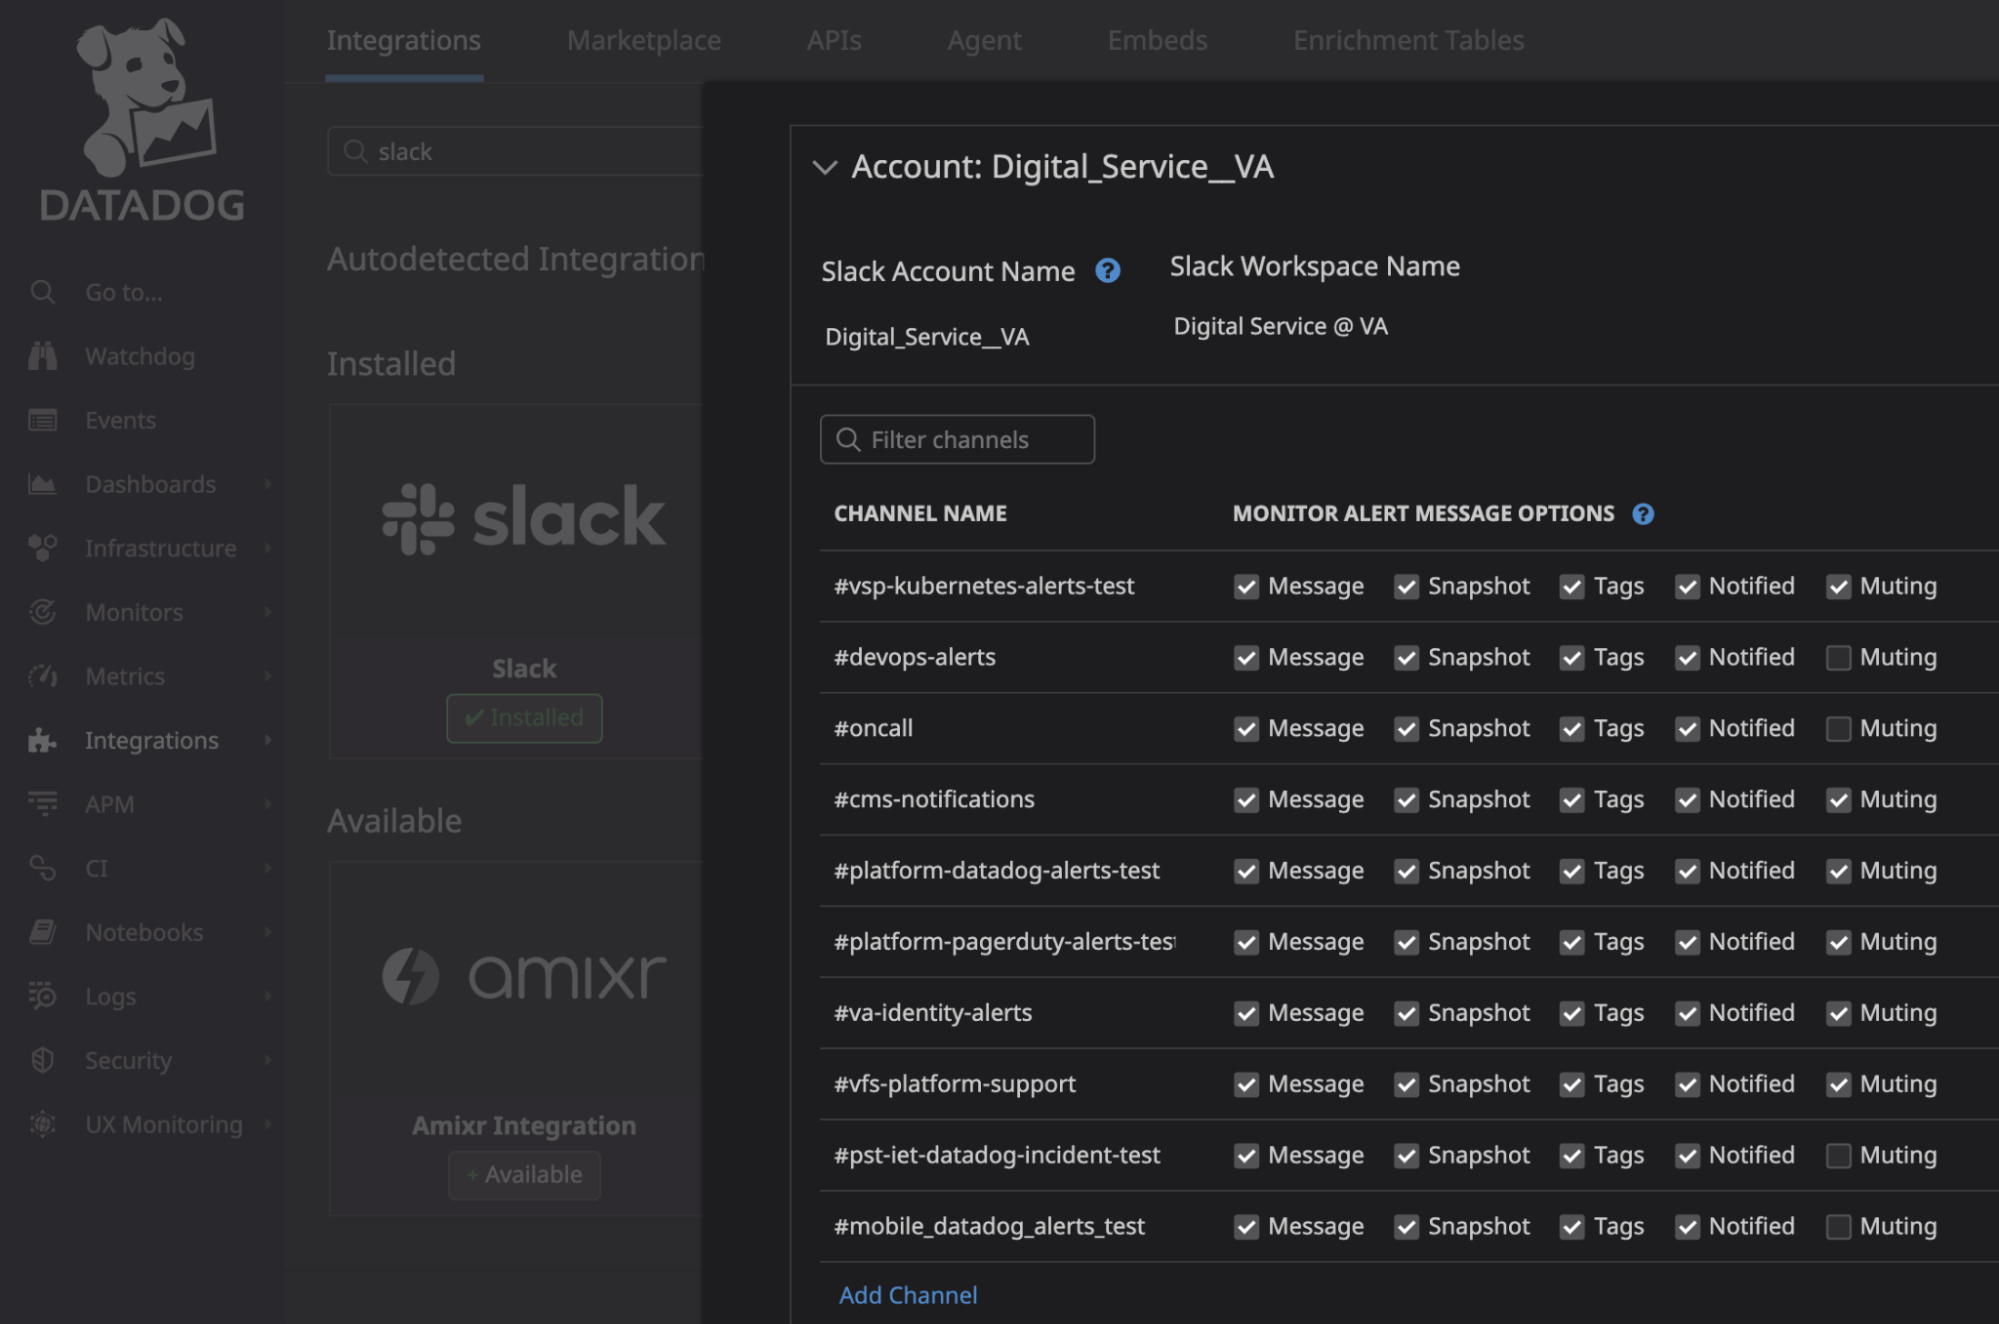 DATADOG
Go to...
Watchdog
Events
Dashboards
Infrastructure
Monitors
Metrics
Integrations
APM
CI
Notebooks
Logs
Security
UX Monitoring
Integrations Marketplace APIs Agent Embeds Enrichment Tables
slack
Autodetected Integration
Installed
slack
Slack
✔ Installed
Available
amixr
Amixr Integration
+ Available
Account: Digital_Service__VA
Slack Account Name ? Slack Workspace Name
Digital_Service__VA Digital Service @ VA
Filter channels
CHANNEL NAME MONITOR ALERT MESSAGE OPTIONS ?
#vsp-kubernetes-alerts-test Message Snapshot Tags Notified Muting
#devops-alerts Message Snapshot Tags Notified Muting
#oncall Message Snapshot Tags Notified Muting
#cms-notifications Message Snapshot Tags Notified Muting
#platform-datadog-alerts-test Message Snapshot Tags Notified Muting
#platform-pagerduty-alerts-test Message Snapshot Tags Notified Muting
#va-identity-alerts Message Snapshot Tags Notified Muting
#vfs-platform-support Message Snapshot Tags Notified Muting
#pst-iet-datadog-incident-test Message Snapshot Tags Notified Muting
#mobile_datadog_alerts_test Message Snapshot Tags Notified Muting
Add Channel